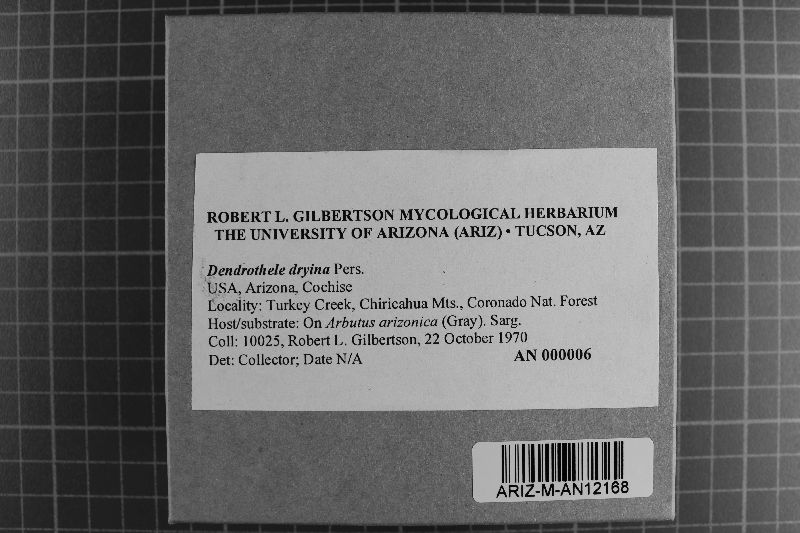 ROBERT L. GILBERTSON MYCOLOGICAL HERBARIUM
THE UNIVERSITY OF ARIZONA (ARIZ) • TUCSON, AZ
Dendrothele dryina Pers.
USA, Arizona, Cochise
Locality: Turkey Creek, Chiricahua Mts., Coronado Nat. Forest
Host/substrate: On Arbutus arizonica (Gray). Sarg.
Coll: 10025, Robert L. Gilbertson, 22 October 1970
Det: Collector; Date N/A AN 000006
ARIZ-M-AN12168